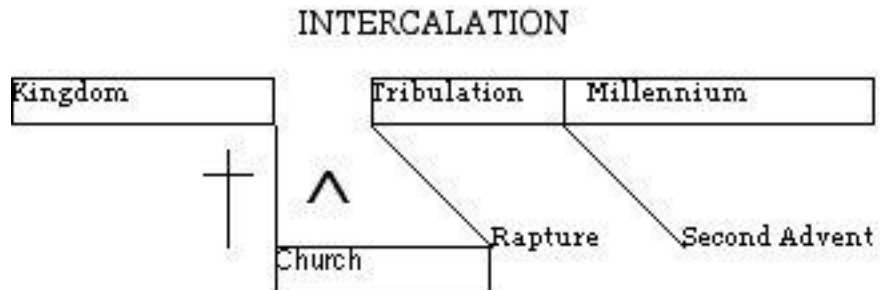 INTERCALATION
Kingdom
Tribulation
Millennium
Rapture
Second Advent
Church